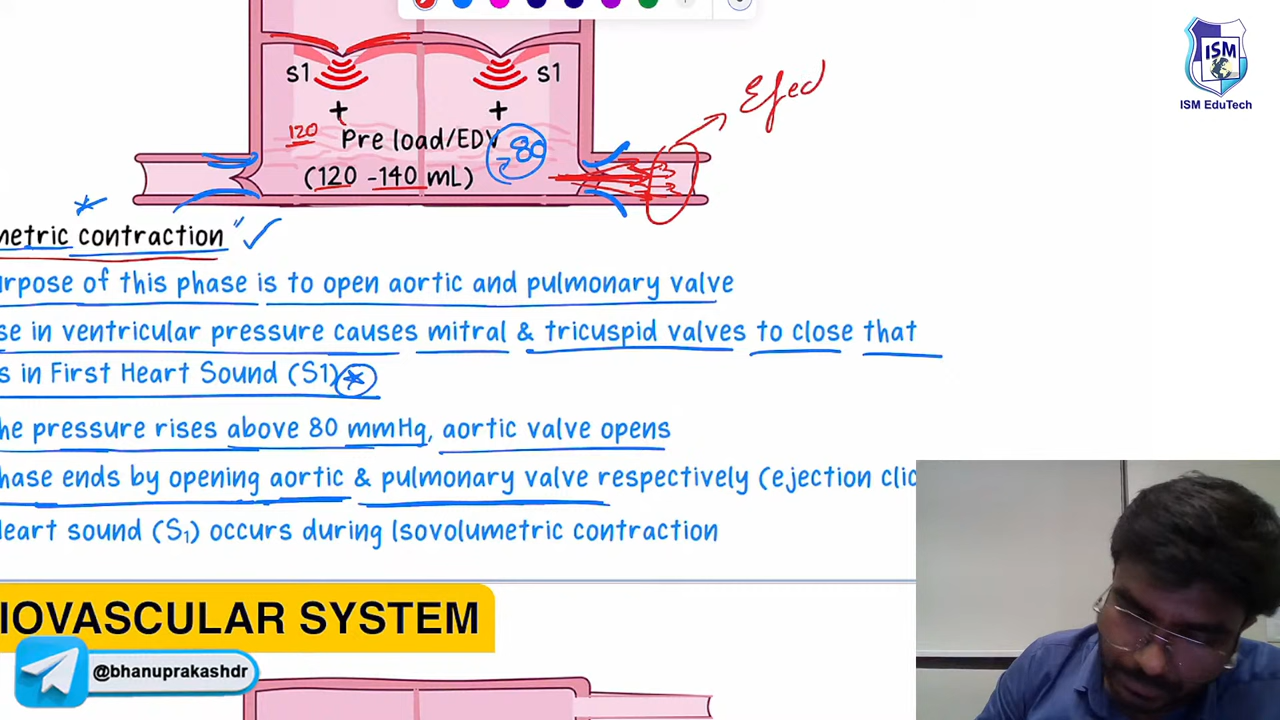 ISM
ISM EduTech
Ejec
S1 S1
+ +
120 Pre load/EDV 80
(120 -140 mL)
metric contraction"
urpose of this phase is to open aortic and pulmonary valve
se in ventricular pressure causes mitral & tricuspid valves to close that
s in First Heart Sound (S1)
he pressure rises above 80 mmHg, aortic valve opens
hase ends by opening aortic & pulmonary valve respectively (ejection clic
Heart sound (S₁) occurs during Isovolumetric contraction
IOVASCULAR SYSTEM
@bhanuprakashdr